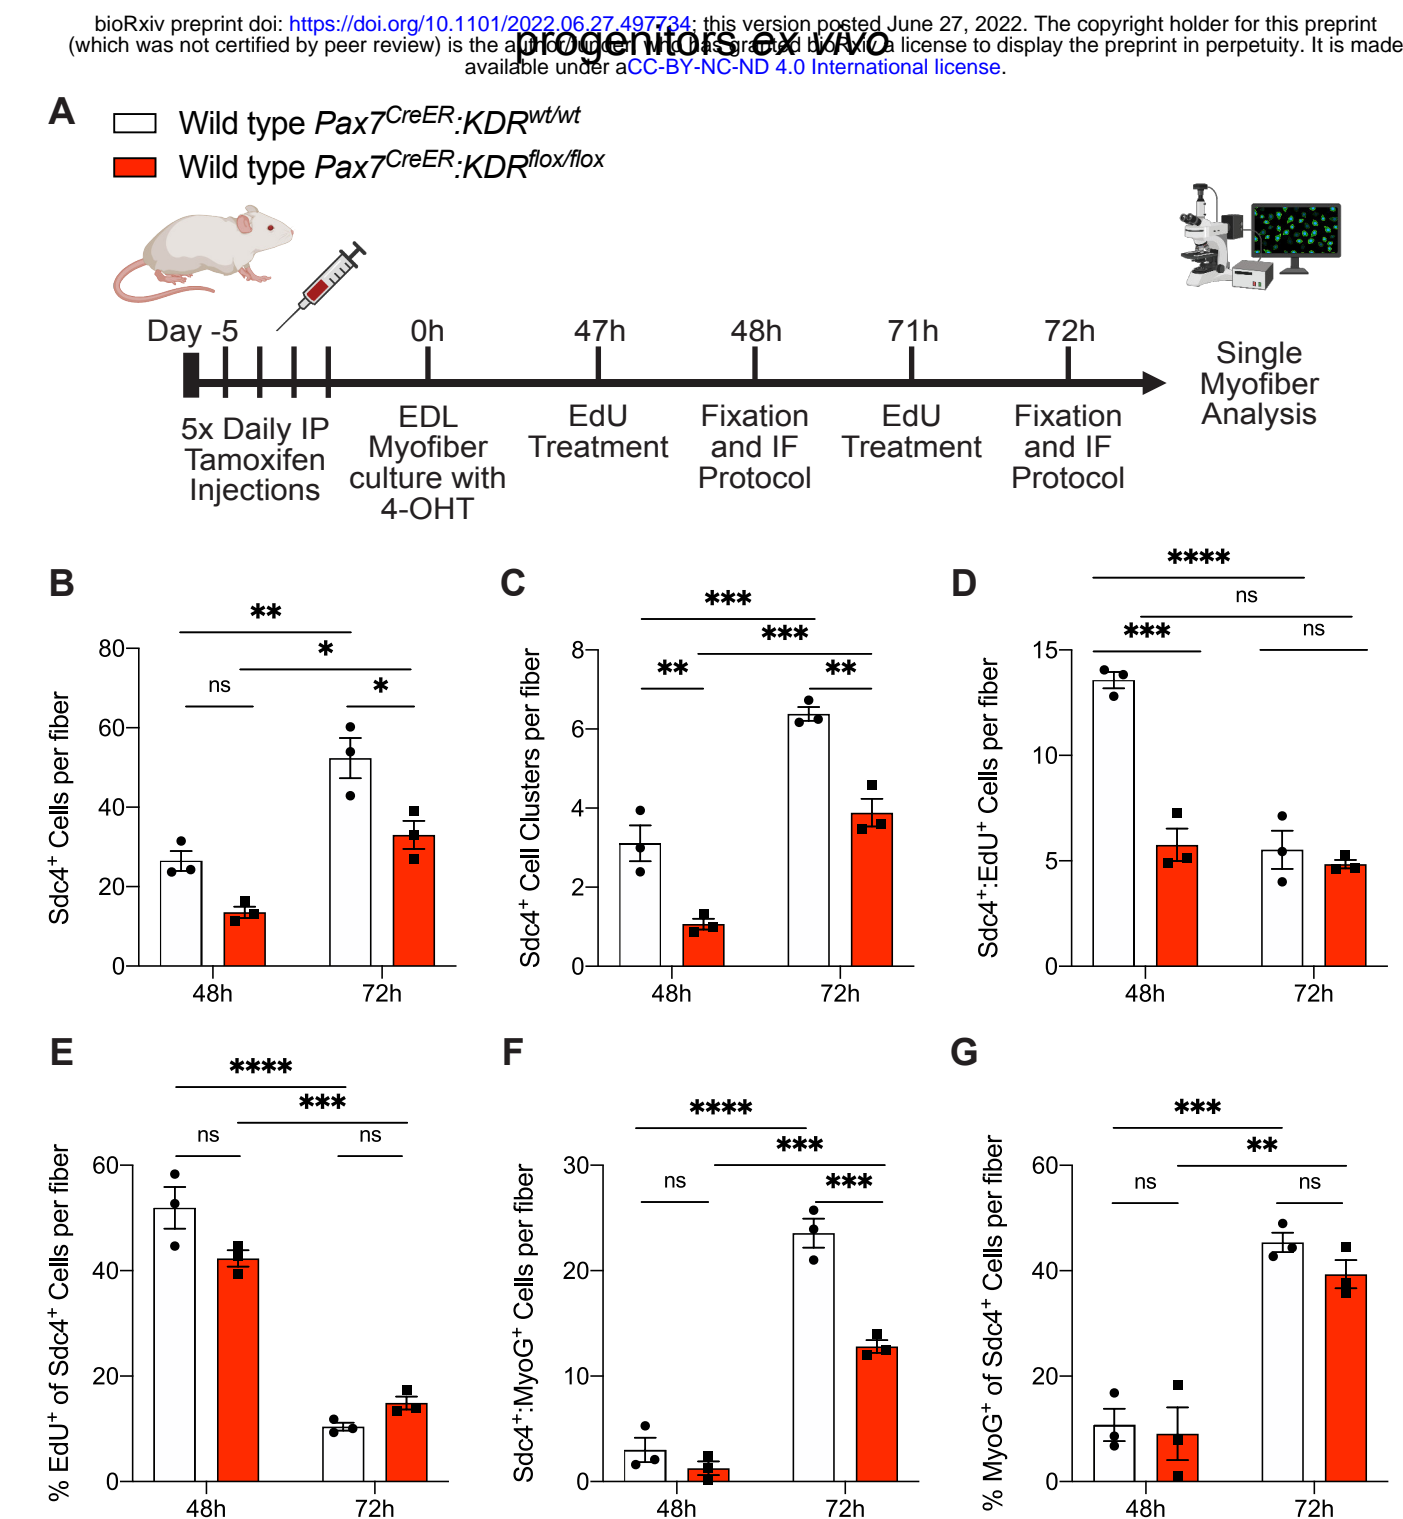 bioRxiv preprint doi: https://doi.org/10.1101/2022.06.27.497734; this version posted June 27, 2022. The copyright holder for this preprint
(which was not certified by peer review) is the author/funder, who has granted bioRxiv a license to display the preprint in perpetuity. It is made
available under aCC-BY-NC-ND 4.0 International license.
progenitors ex vivo
A
Wild type Pax7CreER:KDRwt/wt
Wild type Pax7CreER:KDRflox/flox
Day -5
0h
47h
48h
71h
72h
5x Daily IP
Tamoxifen
Injections
EDL
Myofiber
culture with
4-OHT
EdU
Treatment
Fixation
and IF
Protocol
EdU
Treatment
Fixation
and IF
Protocol
Single
Myofiber
Analysis
B
Sdc4+ Cells per fiber
80
60
40
20
0
**
*
ns
*
48h
72h
C
Sdc4+ Cell Clusters per fiber
8
6
4
2
0
***
***
**
**
48h
72h
D
Sdc4+:EdU+ Cells per fiber
15
10
5
0
****
ns
***
ns
48h
72h
E
% EdU+ of Sdc4+ Cells per fiber
60
40
20
0
****
***
ns
ns
48h
72h
F
Sdc4+:MyoG+ Cells per fiber
30
20
10
0
****
***
ns
***
48h
72h
G
% MyoG+ of Sdc4+ Cells per fiber
60
40
20
0
***
**
ns
ns
48h
72h